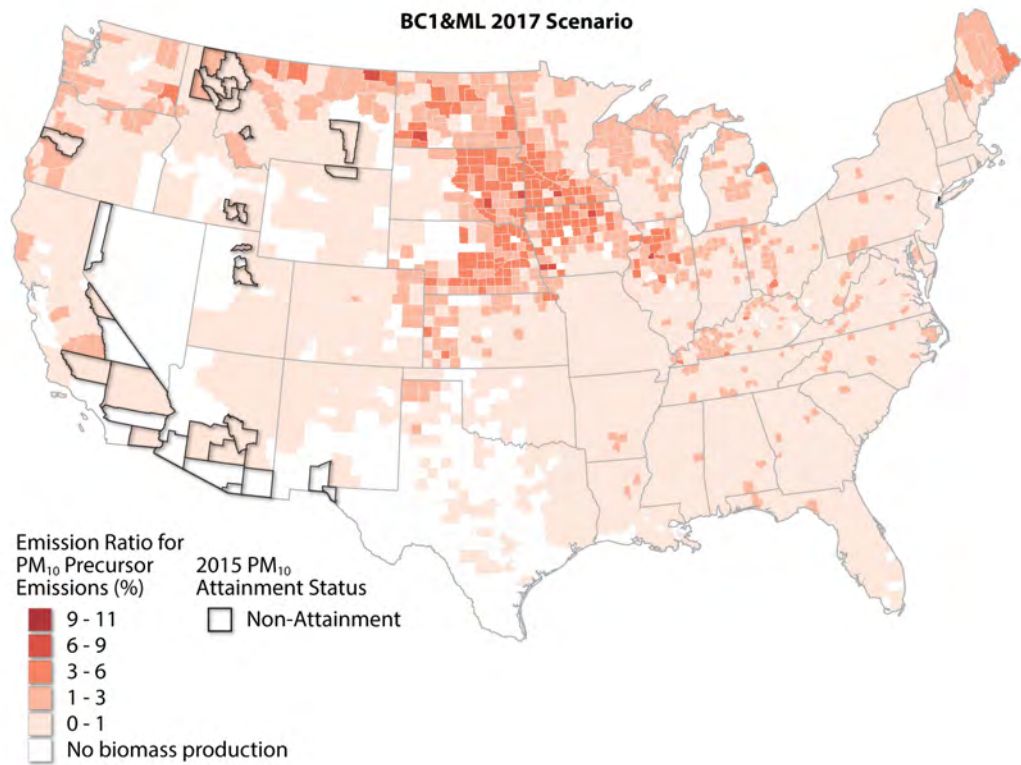 BC1&ML 2017 Scenario
Emission Ratio for
PM₁₀ Precursor
Emissions (%)
9 - 11
6 - 9
3 - 6
1 - 3
0 - 1
No biomass production
2015 PM₁₀
Attainment Status
Non-Attainment